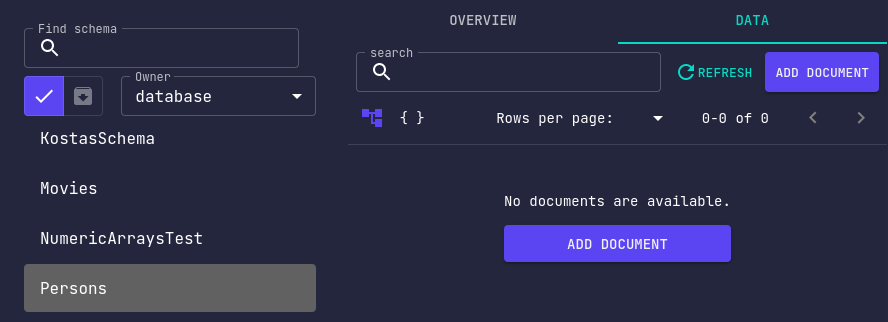 Find schema
Owner
database
KostasSchema
Movies
NumericArraysTest
Persons
OVERVIEW
DATA
search
REFRESH
ADD DOCUMENT
{ }
Rows per page:
0-0 of 0
No documents are available.
ADD DOCUMENT